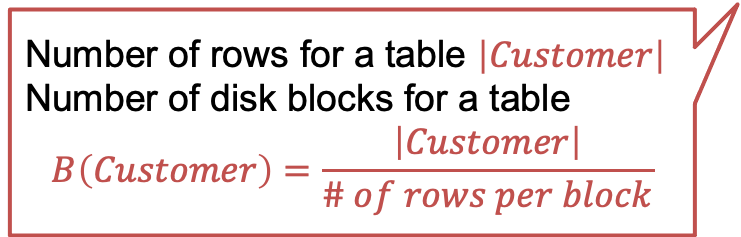 Number of rows for a table |Customer|
Number of disk blocks for a table
B(Customer) = |Customer| / # of rows per block